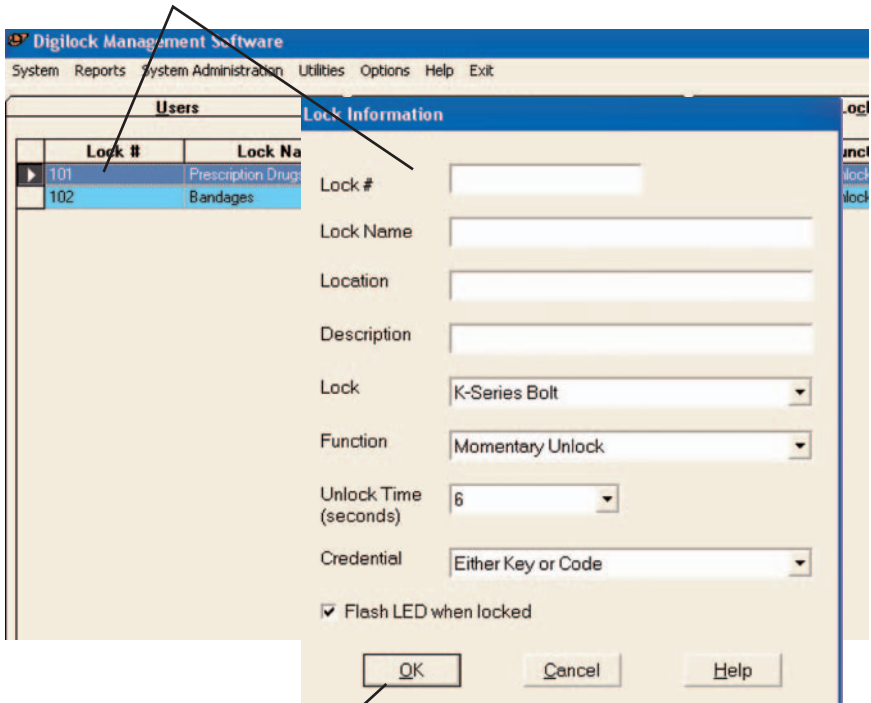 Digilock Management Software
System Reports System Administration Utilities Options Help Exit
Users
Lock # Lock Na
101 Prescription Drugs
102 Bandages
Lock Information
Lock #
Lock Name
Location
Description
Lock K-Series Bolt
Function Momentary Unlock
Unlock Time 6
(seconds)
Credential Either Key or Code
Flash LED when locked
OK Cancel Help